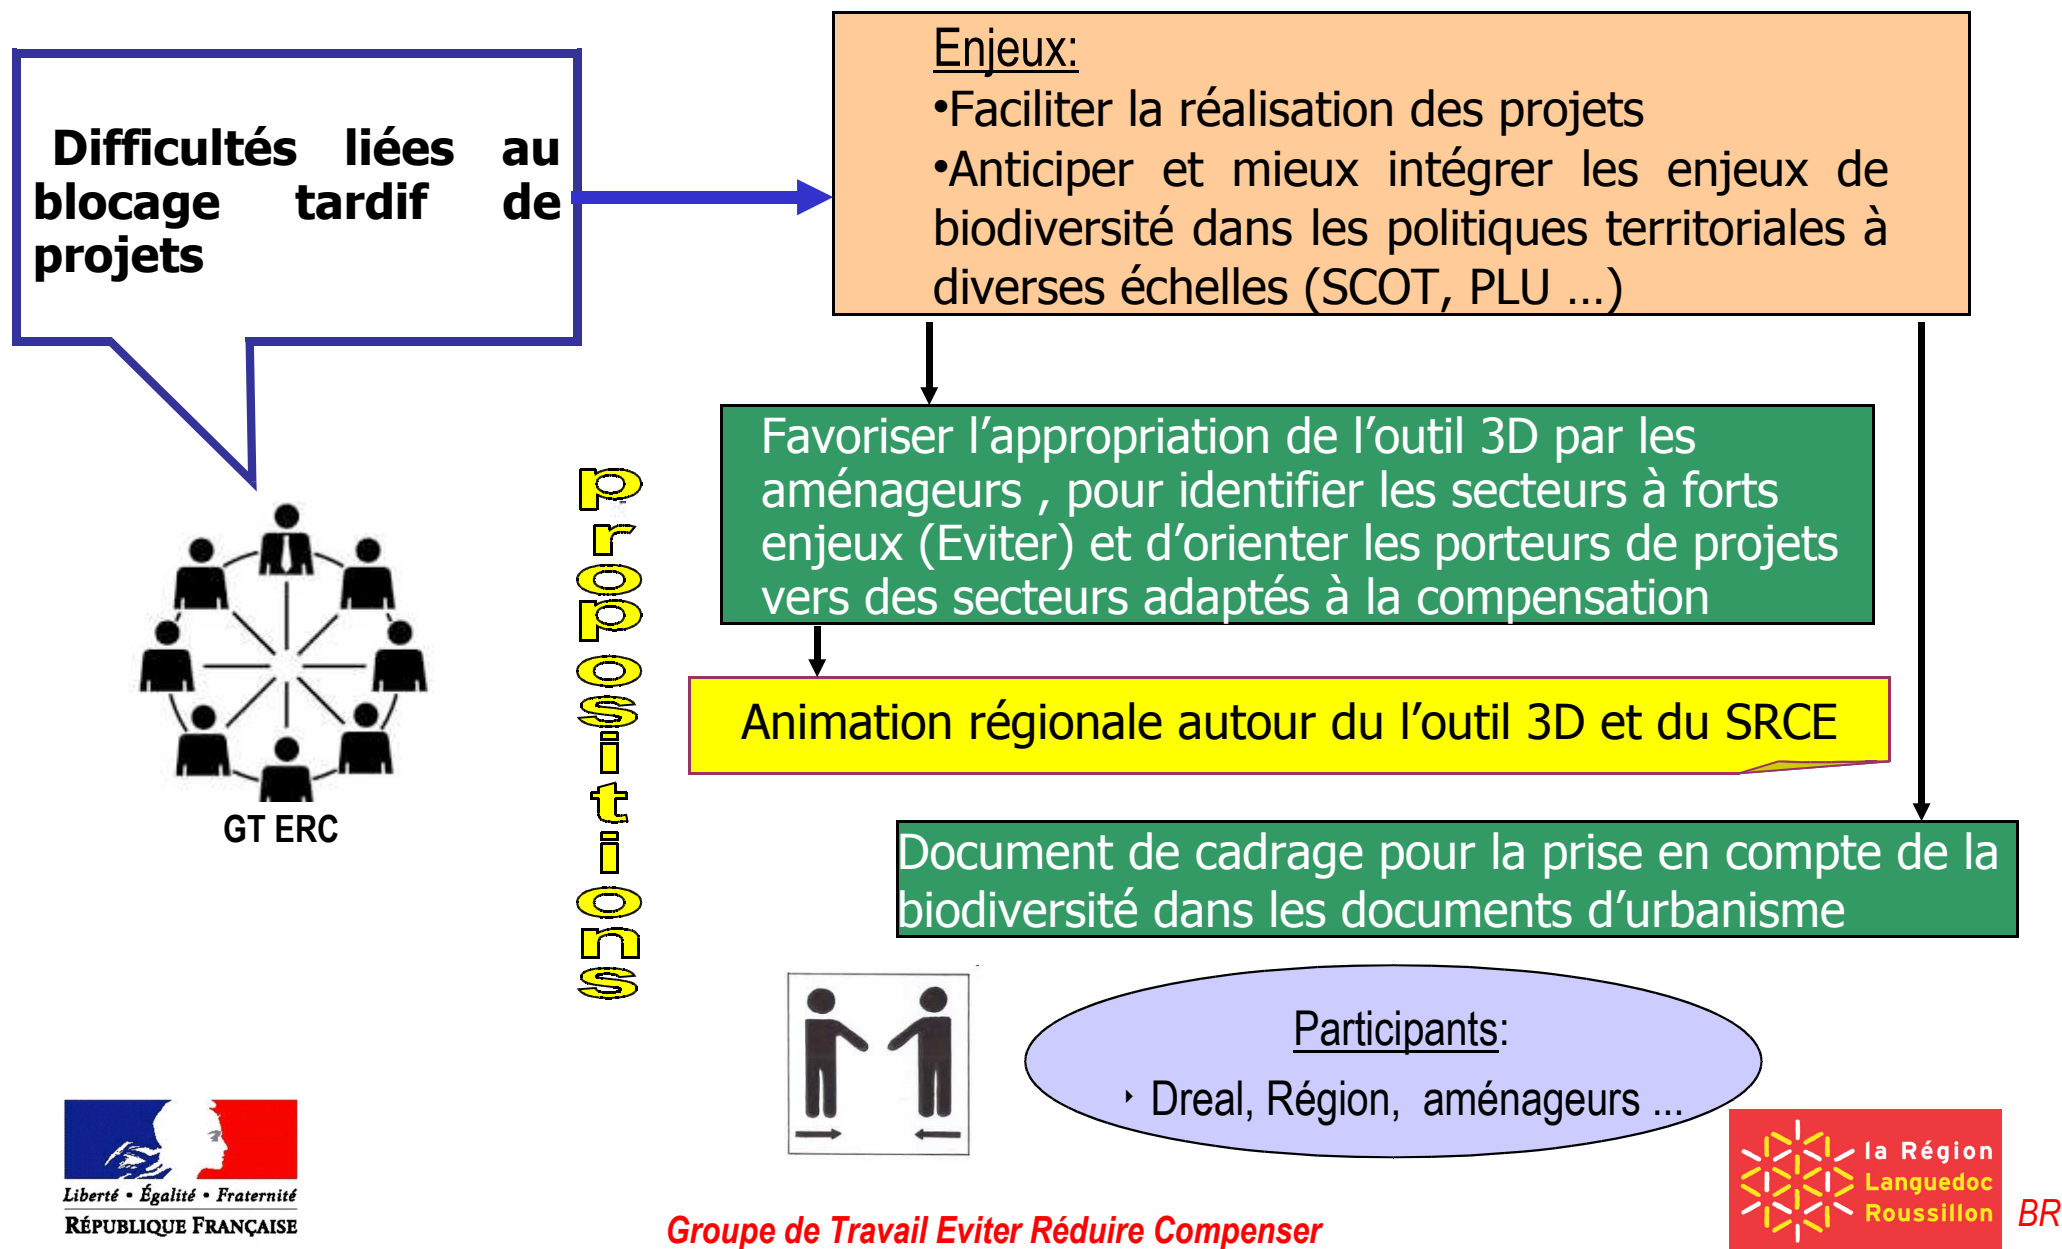 Difficultés liées au
blocage tardif de
projets
Enjeux:
•Faciliter la réalisation des projets
•Anticiper et mieux intégrer les enjeux de
biodiversité dans les politiques territoriales à
diverses échelles (SCOT, PLU ...)
Favoriser l’appropriation de l’outil 3D par les
aménageurs , pour identifier les secteurs à forts
enjeux (Eviter) et d’orienter les porteurs de projets
vers des secteurs adaptés à la compensation
Animation régionale autour du l’outil 3D et du SRCE
GT ERC
propositions
Document de cadrage pour la prise en compte de la
biodiversité dans les documents d’urbanisme
Participants:
‣ Dreal, Région, aménageurs ...
Liberté • Égalité • Fraternité
RÉPUBLIQUE FRANÇAISE
la Région
Languedoc
Roussillon
BR
Groupe de Travail Eviter Réduire Compenser